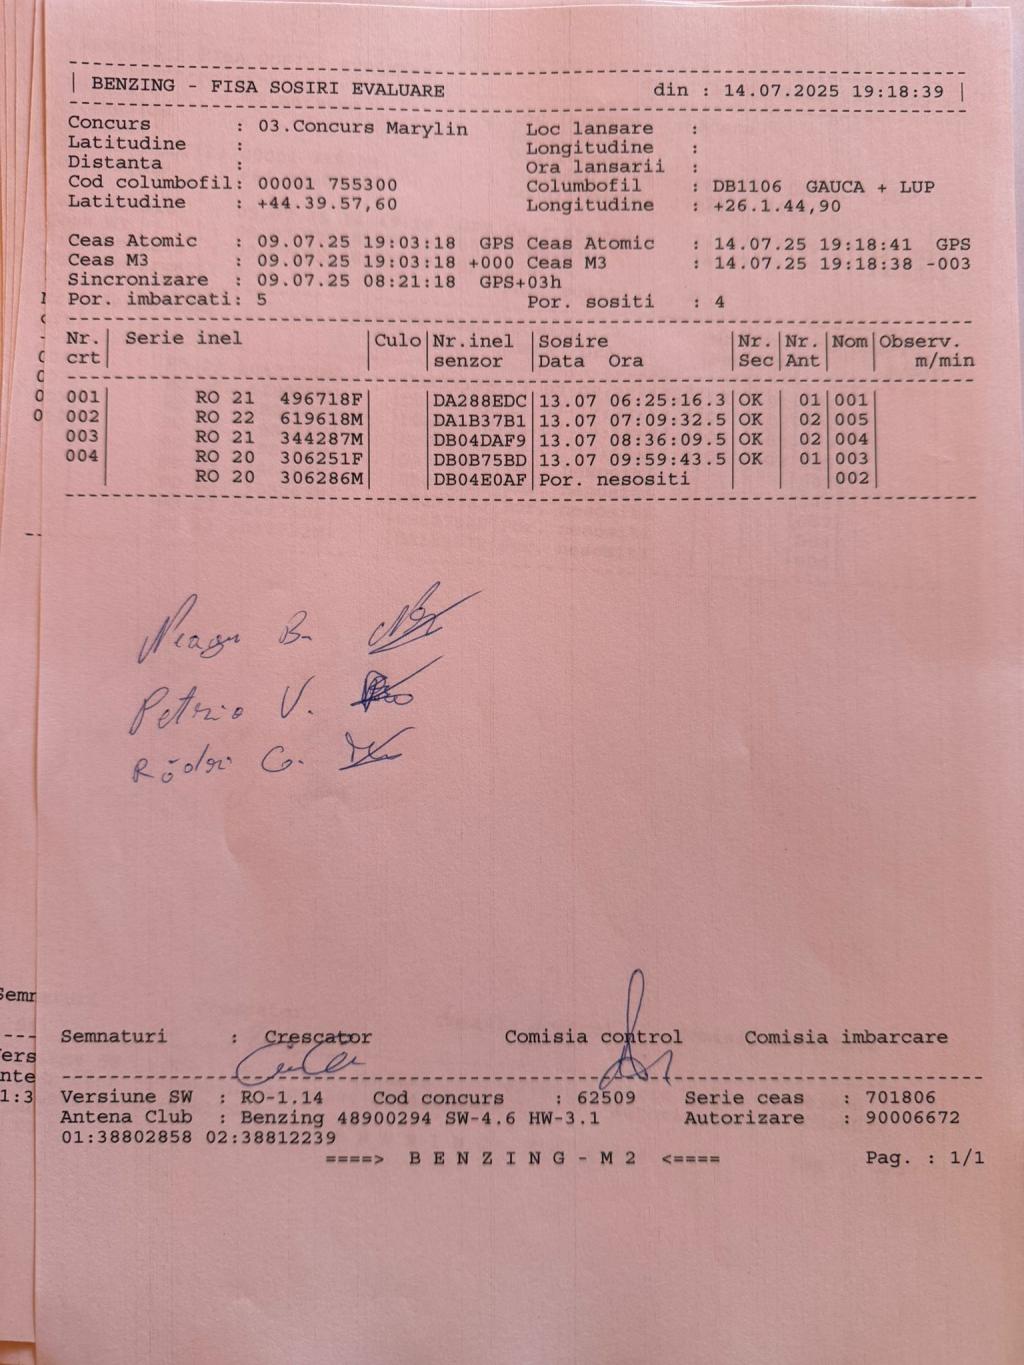 BENZING - FISA SOSIRI EVALUARE din : 14.07.2025 19:18:39
Concurs : 03.Concurs Marylin Loc lansare :
Latitudine : Longitudine :
Distanta : Ora lansarii :
Cod columbofil: 00001 755300 Columbofil : DB1106 GAUCA + LUP
Latitudine : +44.39.57,60 Longitudine : +26.1.44,90
Ceas Atomic : 09.07.25 19:03:18 GPS Ceas Atomic : 14.07.25 19:18:41 GPS
Ceas M3 : 09.07.25 19:03:18 +000 Ceas M3 : 14.07.25 19:18:38 -003
Sincronizare : 09.07.25 08:21:18 GPS+03h
Por. imbarcati: 5 Por. sositi : 4
Nr. Serie inel Culo Nr.inel Sosire Nr. Nr. Nom Observ.
crt senzor Data Ora Sec Ant m/min
001 RO 21 496718F DA288EDC 13.07 06:25:16.3 OK 01 001
002 RO 22 619618M DA1B37B1 13.07 07:09:32.5 OK 02 005
003 RO 21 344287M DB04DAF9 13.07 08:36:09.5 OK 02 004
004 RO 20 306251F DB0B75BD 13.07 09:59:43.5 OK 01 003
RO 20 306286M DB04E0AF Por. nesositi 002
Neagu B.
V.
G.
Semnaturi : Crescator Comisia control Comisia imbarcare
Versiune SW : RO-1.14 Cod concurs : 62509 Serie ceas : 701806
Antena Club : Benzing 48900294 SW-4.6 HW-3.1 Autorizare : 90006672
01:38802858 02:38812239
====> B E N Z I N G - M 2 <==== Pag. : 1/1